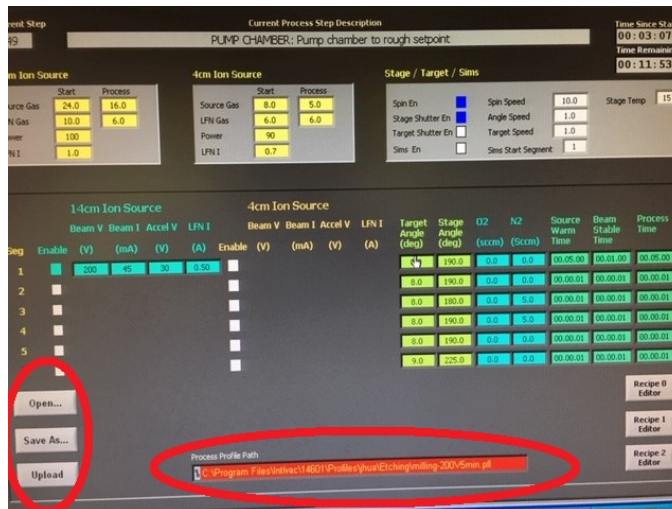 rent Step
49
Current Process Step Description
PUMP CHAMBER: Pump chamber to rough setpoint
Time Since Sta
00:03:07
Time Remainin
00:11:53
m Ion Source
Start Process
urce Gas 24.0 16.0
N Gas 10.0 6.0
wer 100
FN I 1.0
4cm Ion Source
Start Process
Source Gas 8.0 5.0
LFN Gas 6.0 6.0
Power 90
LFN I 0.7
Stage / Target / Sims
Spin En
Stage Shutter En
Target Shutter En
Sims En
Spin Speed 10.0
Angle Speed 1.0
Target Speed 1.0
Sims Start Segment 1
Stage Temp 15
14cm Ion Source
Beam V Beam I Accel V LFN I
Seg Enable (V) (mA) (V) (A)
1 200 45 30 0.50
2
3
4
5
4cm Ion Source
Beam V Beam I Accel V LFN I
Enable (V) (mA) (V) (A)
Target Angle (deg) Stage Angle (deg) O2 (sccm) N2 (Sccm) Source Warm Time Beam Stable Time Process Time
190.0 0.0 0.0 00.05.00 00.01.00 00.05.00
8.0 190.0 0.0 0.0 00.00.01 00.00.01 00.00.01
8.0 180.0 0.0 5.0 00.00.01 00.00.01 00.00.01
8.0 190.0 0.0 5.0 00.00.01 00.00.01 00.00.01
8.0 190.0 0.0 0.0 00.00.01 00.00.01 00.00.01
9.0 225.0 0.0 0.0 00.00.01 00.00.01 00.00.01
Open...
Save As...
Upload
Process Profile Path
C:\Program Files\Intlvac\14601\Profiles\jhua\Etching\milling-200V5min.pfl
Recipe 0 Editor
Recipe 1 Editor
Recipe 2 Editor